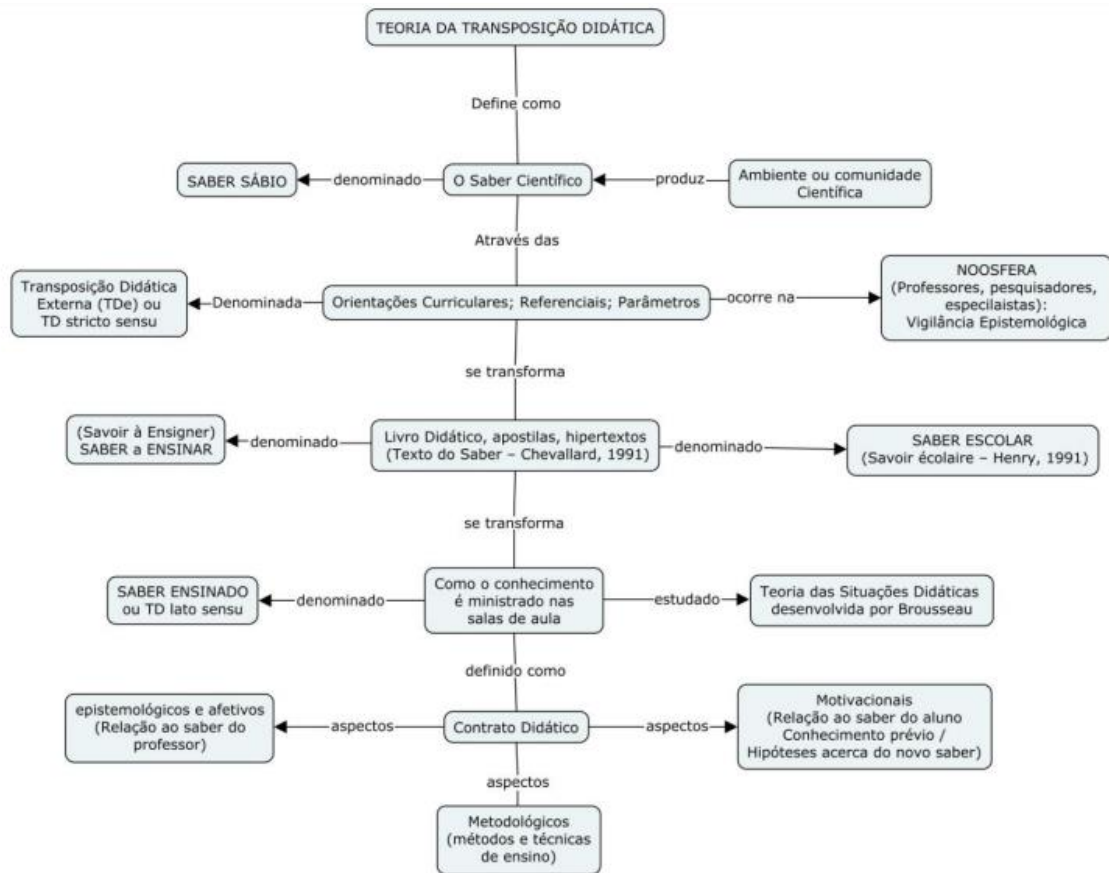 TEORIA DA TRANSPOSIÇÃO DIDÁTICA
Define como
SABER SÁBIO
denominado
O Saber Científico
produz
Ambiente ou comunidade
Científica
Através das
Transposição Didática
Externa (TDe) ou
TD stricto sensu
Denominada
Orientações Curriculares; Referenciais; Parâmetros
ocorre na
NOOSFERA
(Professores, pesquisadores,
especilaistas):
Vigilância Epistemológica
se transforma
(Savoir à Ensigner)
SABER a ENSINAR
denominado
Livro Didático, apostilas, hipertextos
(Texto do Saber – Chevallard, 1991)
denominado
SABER ESCOLAR
(Savoir écolaire – Henry, 1991)
se transforma
SABER ENSINADO
ou TD lato sensu
denominado
Como o conhecimento
é ministrado nas
salas de aula
estudado
Teoria das Situações Didáticas
desenvolvida por Brousseau
definido como
epistemológicos e afetivos
(Relação ao saber do
professor)
aspectos
Contrato Didático
aspectos
Motivacionais
(Relação ao saber do aluno
Conhecimento prévio /
Hipóteses acerca do novo saber)
aspectos
Metodológicos
(métodos e técnicas
de ensino)